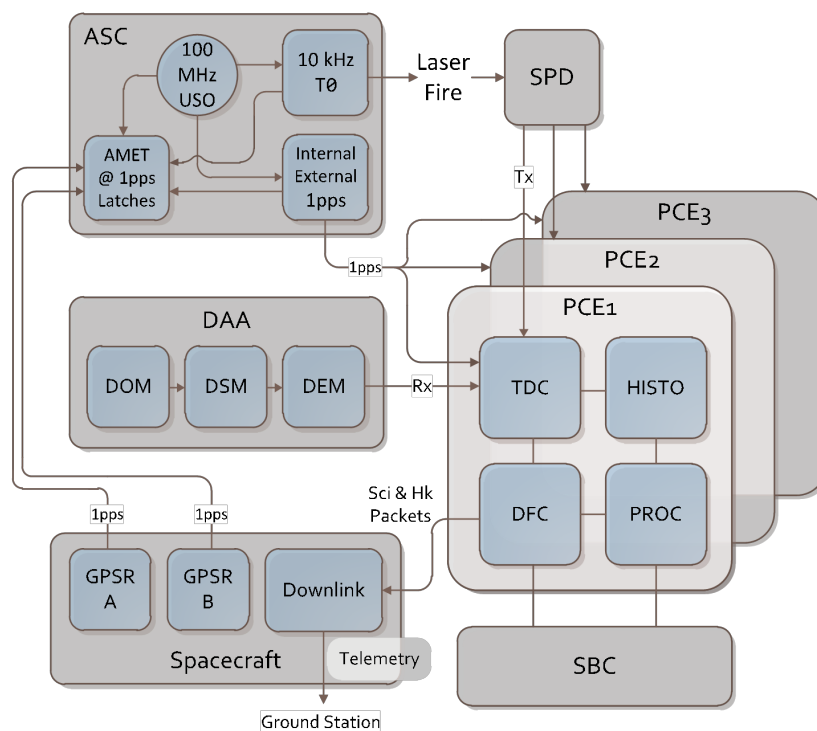 ASC
100
MHz
USO
10 kHz
T0
Laser
Fire
SPD
AMET
@ 1pps
Latches
Internal
External
1pps
Tx
PCE3
PCE2
PCE1
1pps
DAA
DOM
DSM
DEM
Rx
TDC
HISTO
DFC
PROC
Sci & Hk
Packets
1pps
1pps
GPSR
A
GPSR
B
Downlink
Spacecraft
Telemetry
SBC
Ground Station